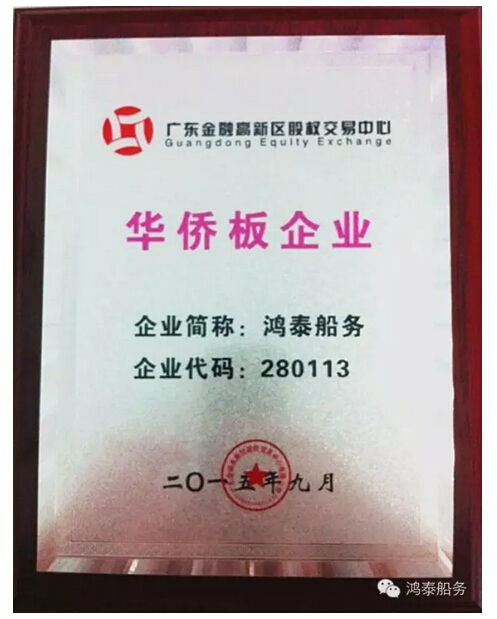 广东金融高新区股权交易中心
Guangdong Equity Exchange
华侨板企业
企业简称：鸿泰船务
企业代码：280113
二〇一五年九月
鸿泰船务